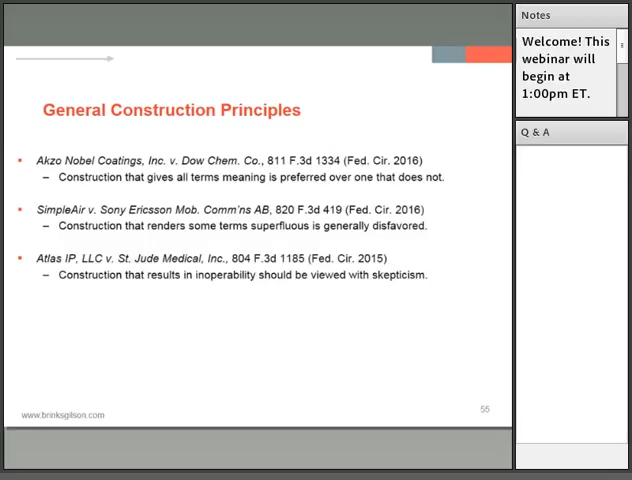 General Construction Principles
▪ Akzo Nobel Coatings, Inc. v. Dow Chem. Co., 811 F.3d 1334 (Fed. Cir. 2016)
– Construction that gives all terms meaning is preferred over one that does not.
▪ SimpleAir v. Sony Ericsson Mob. Comm'ns AB, 820 F.3d 419 (Fed. Cir. 2016)
– Construction that renders some terms superfluous is generally disfavored.
▪ Atlas IP, LLC v. St. Jude Medical, Inc., 804 F.3d 1185 (Fed. Cir. 2015)
– Construction that results in inoperability should be viewed with skepticism.
www.brinksgilson.com
55
Notes
Welcome! This
webinar will
begin at
1:00pm ET.
Q & A